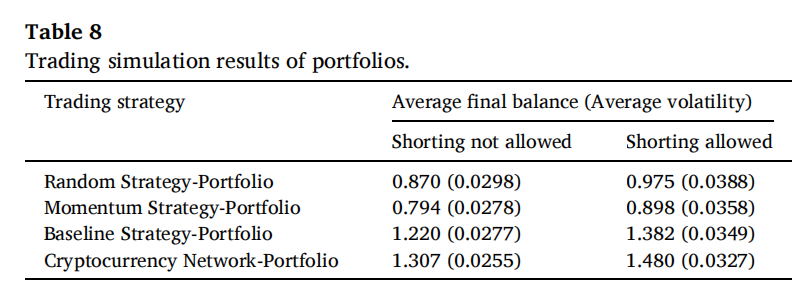 Table 8
Trading simulation results of portfolios.
Trading strategy Average final balance (Average volatility)
Shorting not allowed Shorting allowed
Random Strategy-Portfolio 0.870 (0.0298) 0.975 (0.0388)
Momentum Strategy-Portfolio 0.794 (0.0278) 0.898 (0.0358)
Baseline Strategy-Portfolio 1.220 (0.0277) 1.382 (0.0349)
Cryptocurrency Network-Portfolio 1.307 (0.0255) 1.480 (0.0327)